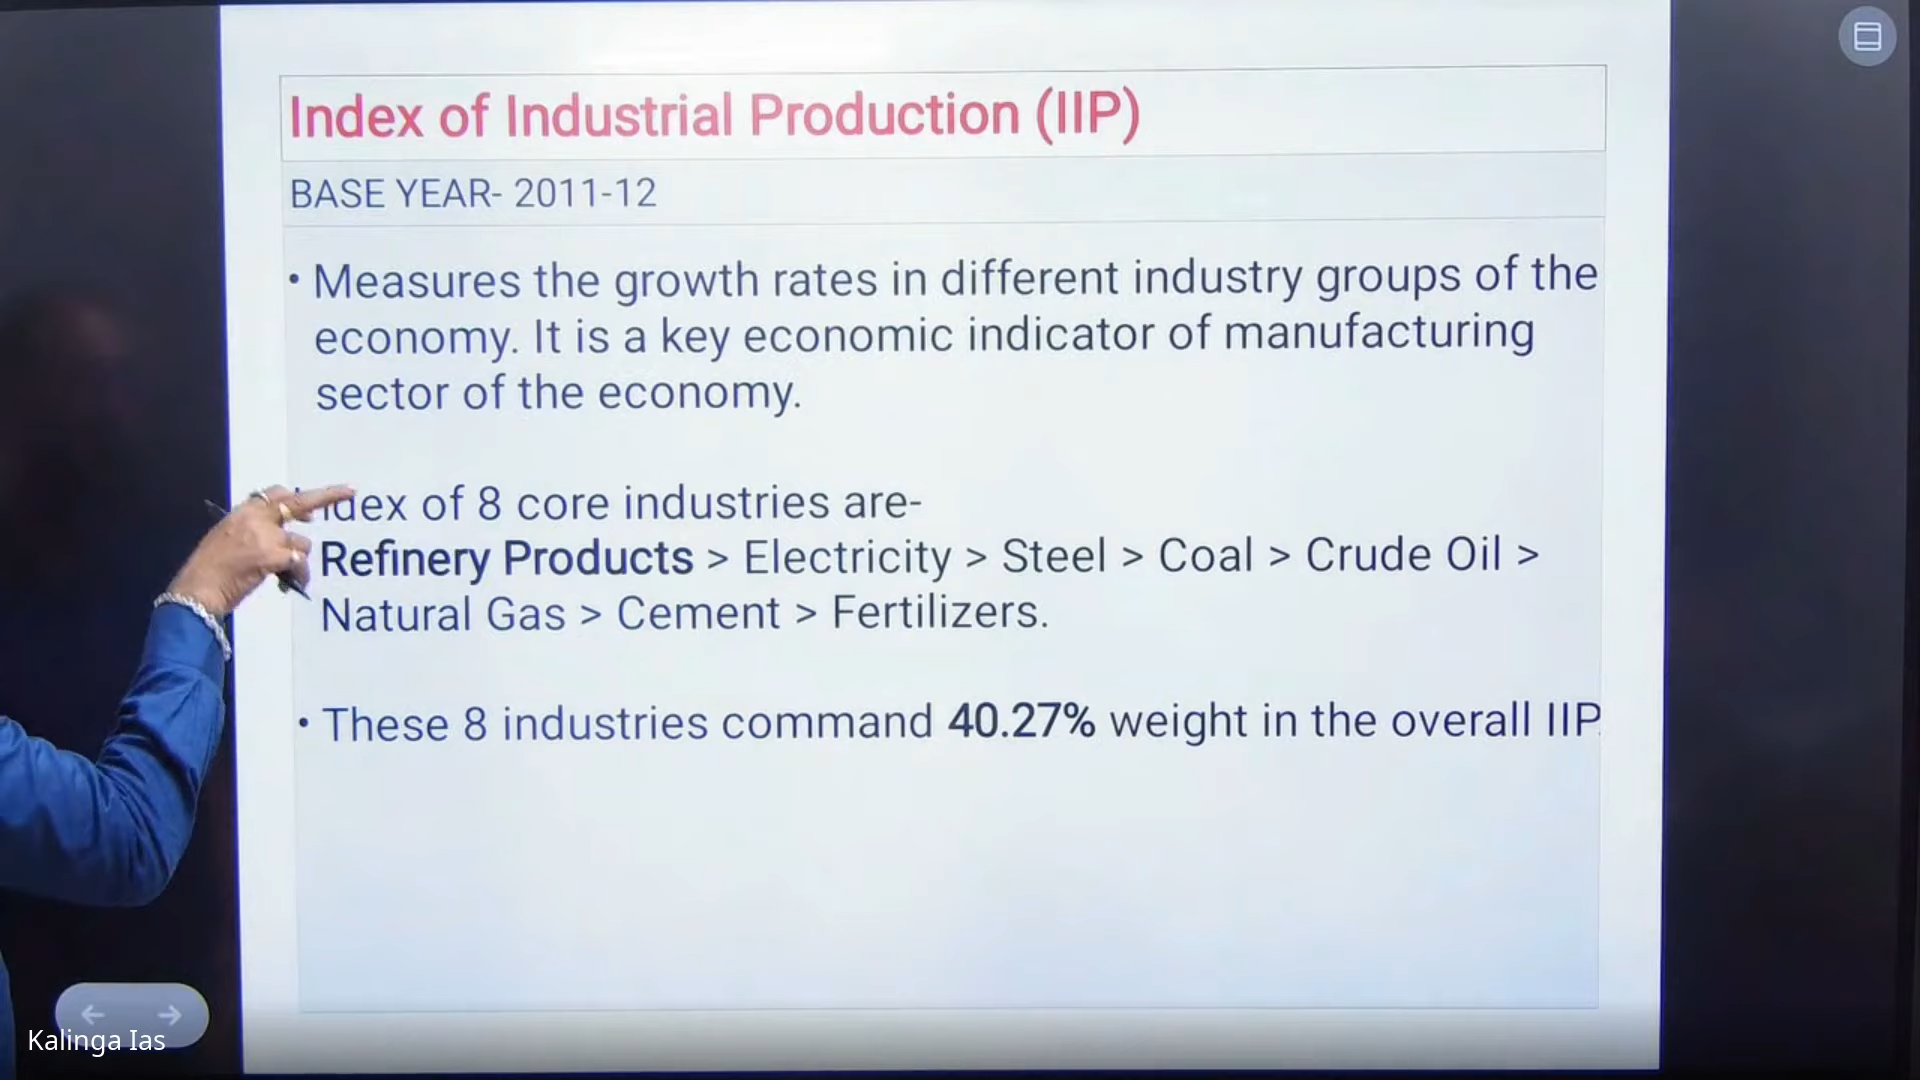 Index of Industrial Production (IIP)
BASE YEAR- 2011-12
• Measures the growth rates in different industry groups of the
economy. It is a key economic indicator of manufacturing
sector of the economy.
of 8 core industries are-
Refinery Products > Electricity > Steel > Coal > Crude Oil >
Natural Gas > Cement > Fertilizers.
• These 8 industries command 40.27% weight in the overall IIP.
Kalinga Ias